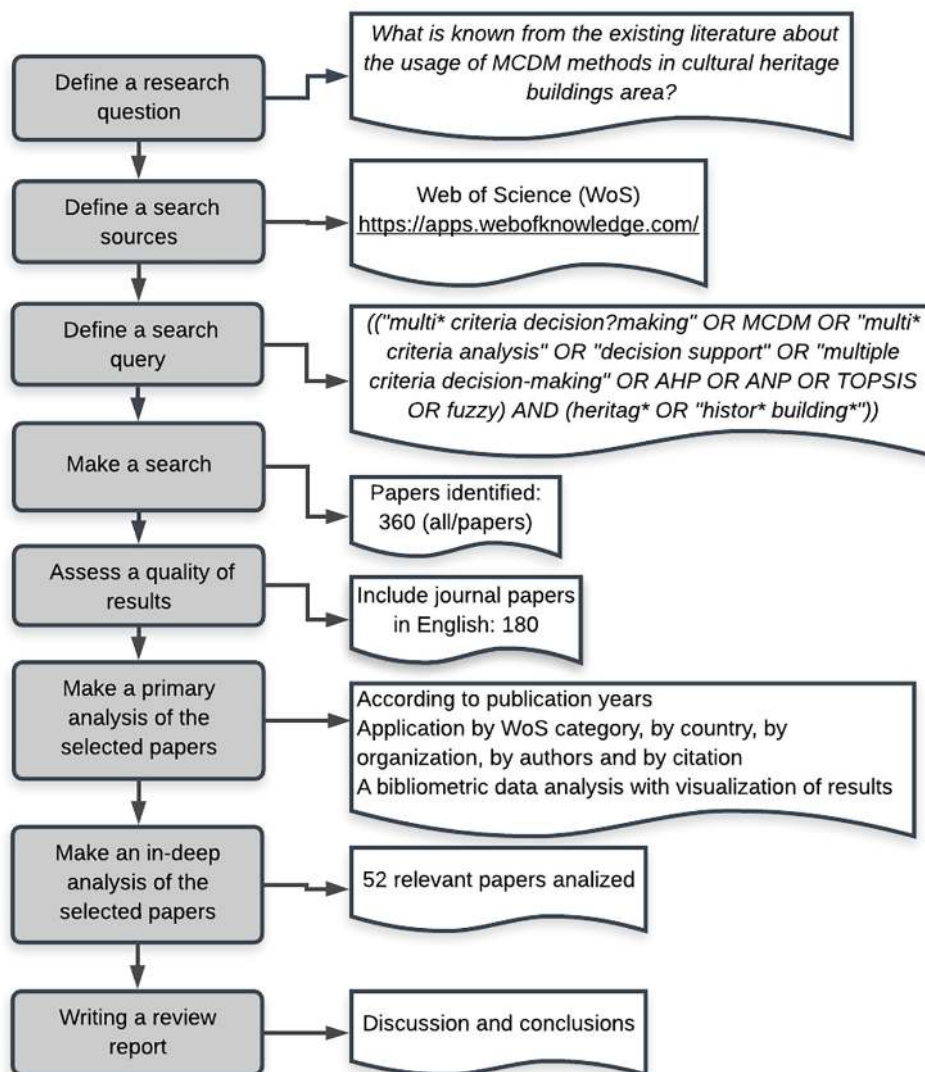 Define a research
question
What is known from the existing literature about
the usage of MCDM methods in cultural heritage
buildings area?
Define a search
sources
Web of Science (WoS)
https://apps.webofknowledge.com/
Define a search
query
(("multi* criteria decision?making" OR MCDM OR "multi*
criteria analysis" OR "decision support" OR "multiple
criteria decision-making" OR AHP OR ANP OR TOPSIS
OR fuzzy) AND (heritag* OR "histor* building*"))
Make a search
Papers identified:
360 (all/papers)
Assess a quality of
results
Include journal papers
in English: 180
Make a primary
analysis of the
selected papers
According to publication years
Application by WoS category, by country, by
organization, by authors and by citation
A bibliometric data analysis with visualization of results
Make an in-deep
analysis of the
selected papers
52 relevant papers analized
Writing a review
report
Discussion and conclusions